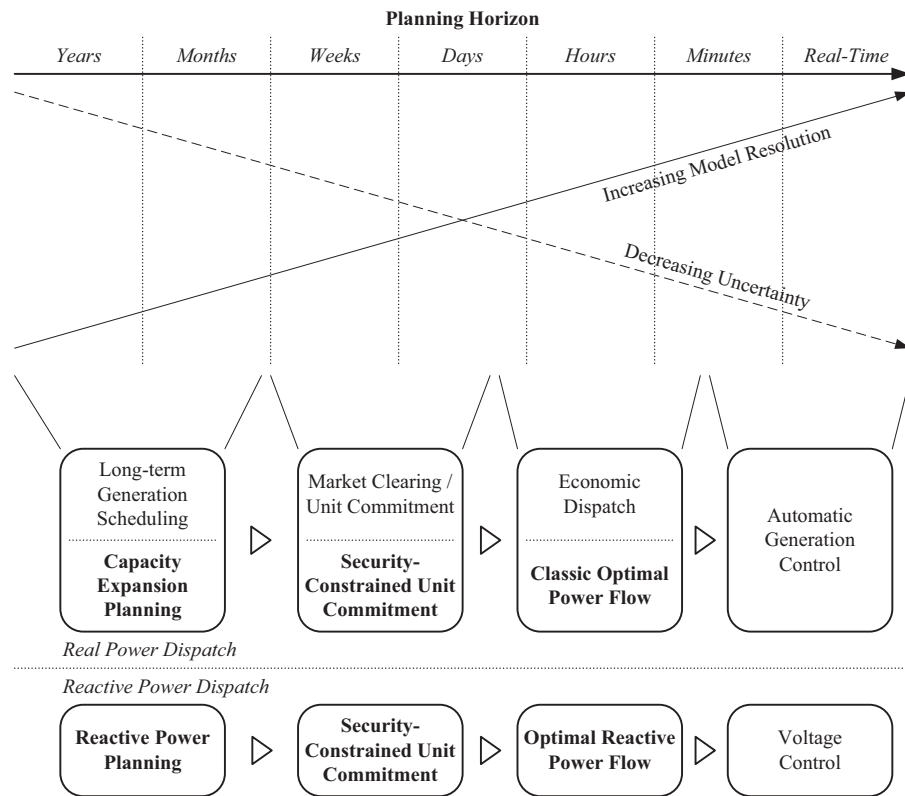 Planning Horizon
Years Months Weeks Days Hours Minutes Real-Time
Increasing Model Resolution
Decreasing Uncertainty
Long-term
Generation
Scheduling
Capacity
Expansion
Planning
Market Clearing /
Unit Commitment
Security-
Constrained Unit
Commitment
Economic
Dispatch
Classic Optimal
Power Flow
Automatic
Generation
Control
Real Power Dispatch
Reactive Power Dispatch
Reactive Power
Planning
Security-
Constrained Unit
Commitment
Optimal Reactive
Power Flow
Voltage
Control